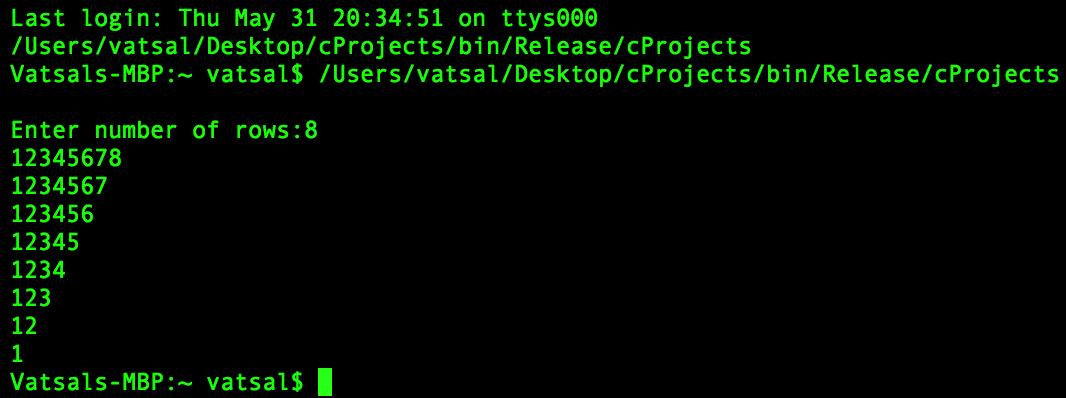 Last login: Thu May 31 20:34:51 on ttys000
/Users/vatsal/Desktop/cProjects/bin/Release/cProjects
Vatsals-MBP:~ vatsal$ /Users/vatsal/Desktop/cProjects/bin/Release/cProjects
Enter number of rows:8
12345678
1234567
123456
12345
1234
123
12
1
Vatsals-MBP:~ vatsal$